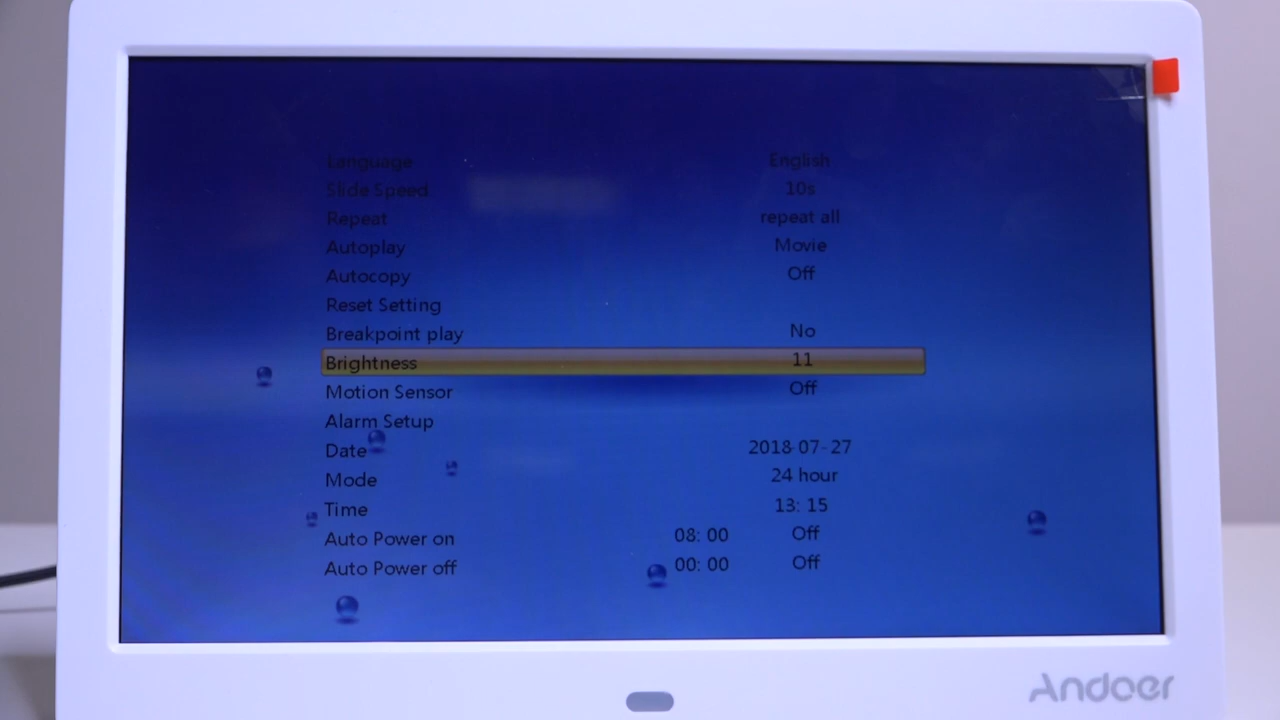 Language English
Slide Speed 10s
Repeat repeat all
Autoplay Movie
Autocopy Off
Reset Setting
Breakpoint play No
Brightness 11
Motion Sensor Off
Alarm Setup
Date 2018-07-27
Mode 24 hour
Time 13: 15
Auto Power on 08: 00 Off
Auto Power off 00: 00 Off
Andoer